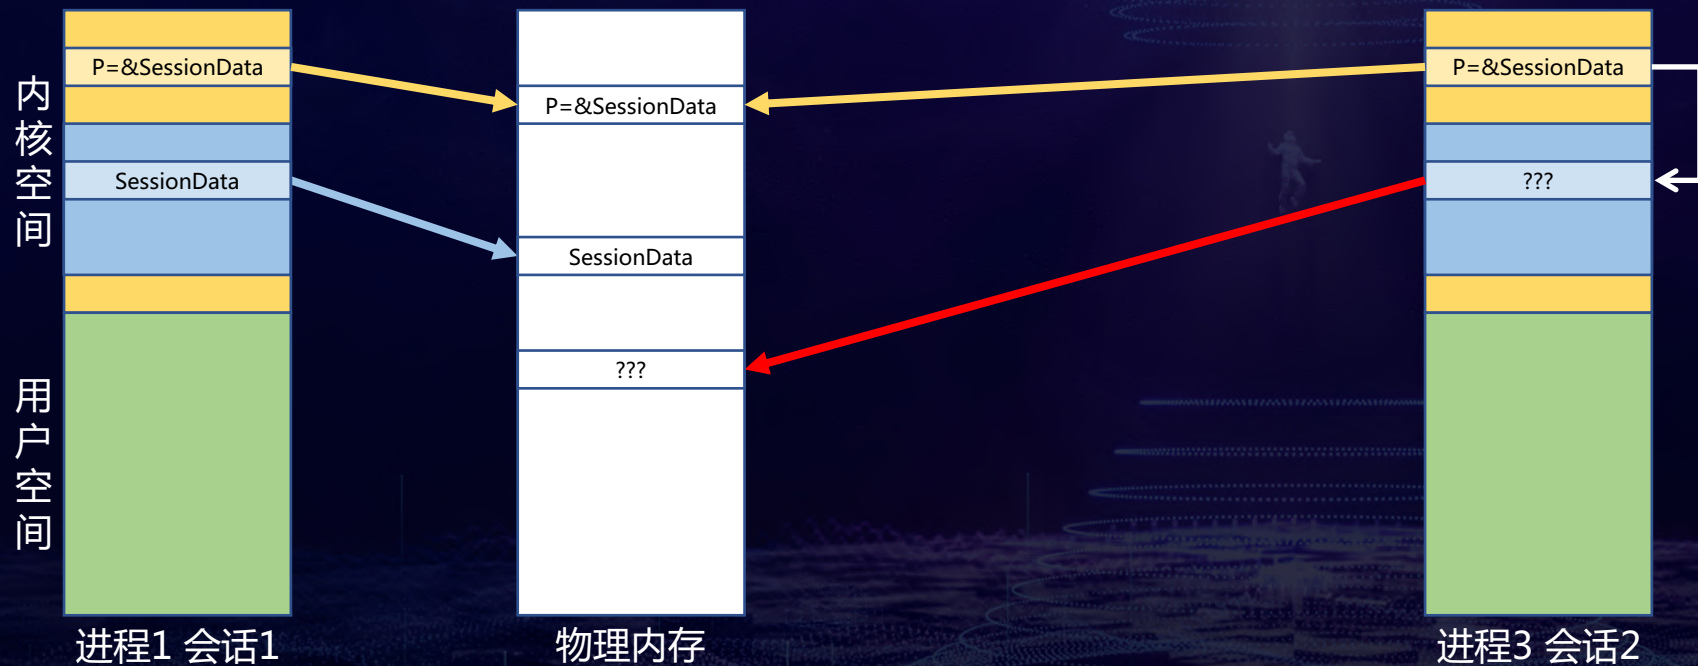 内核空间
用户空间
P=&SessionData
SessionData
进程1 会话1
P=&SessionData
SessionData
???
物理内存
P=&SessionData
???
进程3 会话2